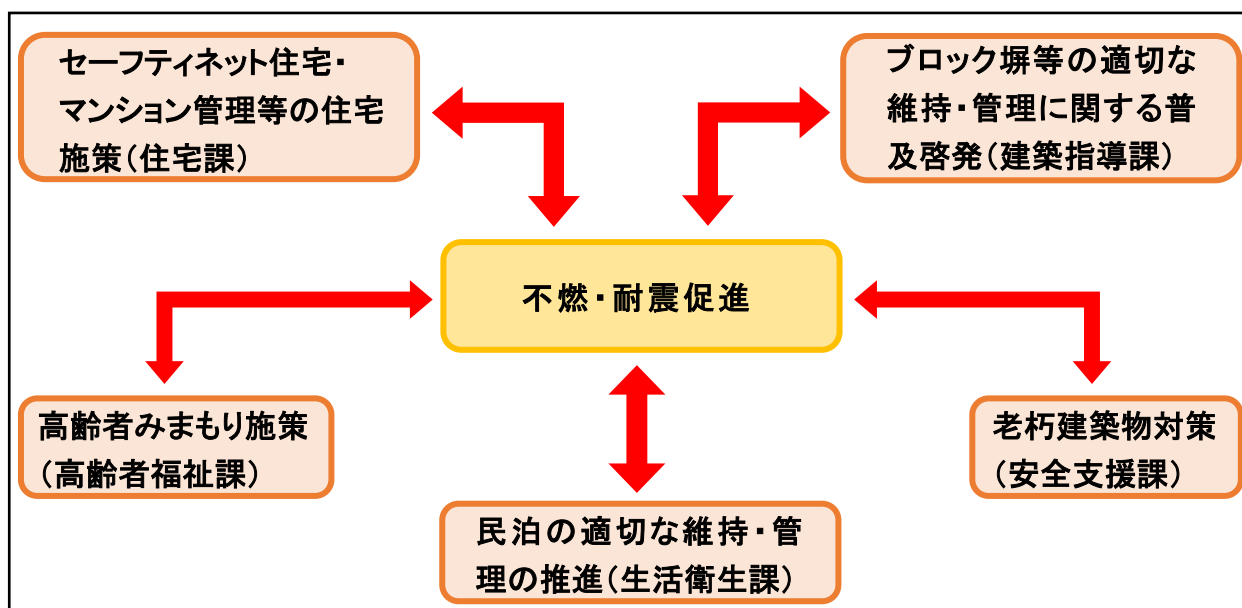 セーフティネット住宅・
マンション管理等の住宅
施策(住宅課)
ブロック塀等の適切な
維持・管理に関する普
及啓発(建築指導課)
不燃・耐震促進
高齢者みまもり施策
(高齢者福祉課)
老朽建築物対策
(安全支援課)
民泊の適切な維持・管
理の推進(生活衛生課)